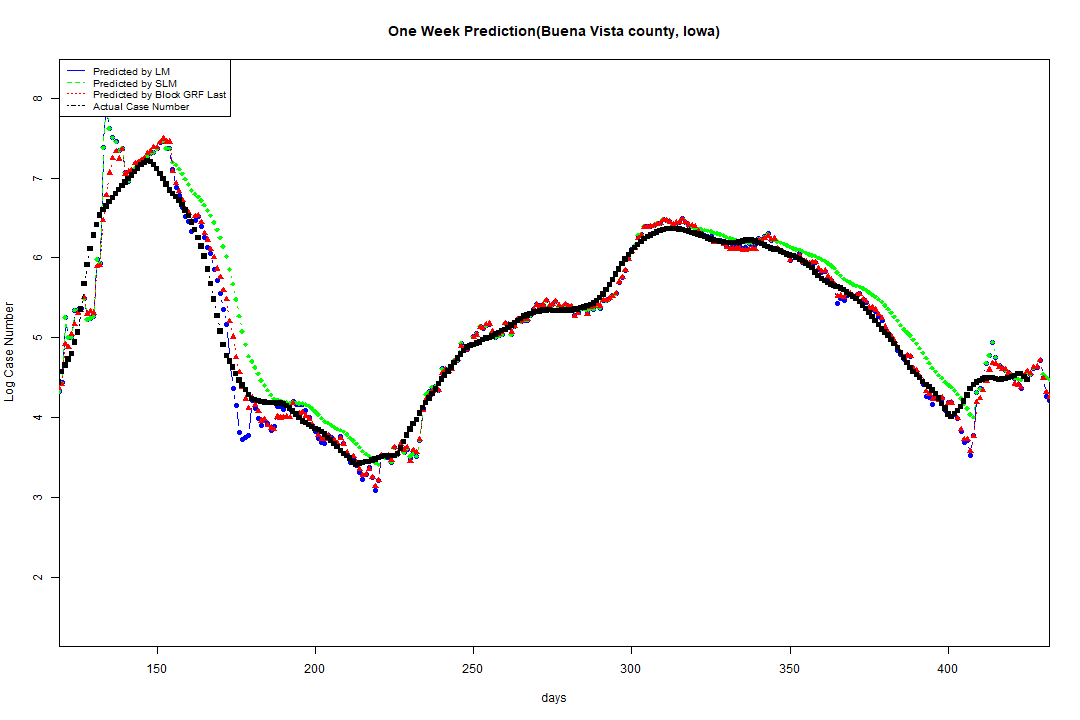 One Week Prediction(Buena Vista county, Iowa)
Predicted by LM
Predicted by SLM
Predicted by Block GRF Last
Actual Case Number
8
7
6
5
4
3
2
Log Case Number
150 200 250 300 350 400
days